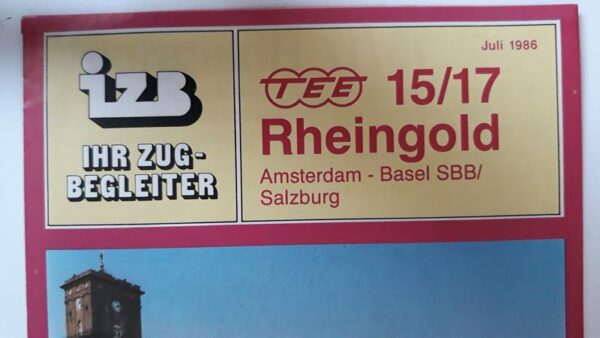 izB
IHR ZUG-
BEGLEITER
Juli 1986
TEE 15/17
Rheingold
Amsterdam - Basel SBB/
Salzburg